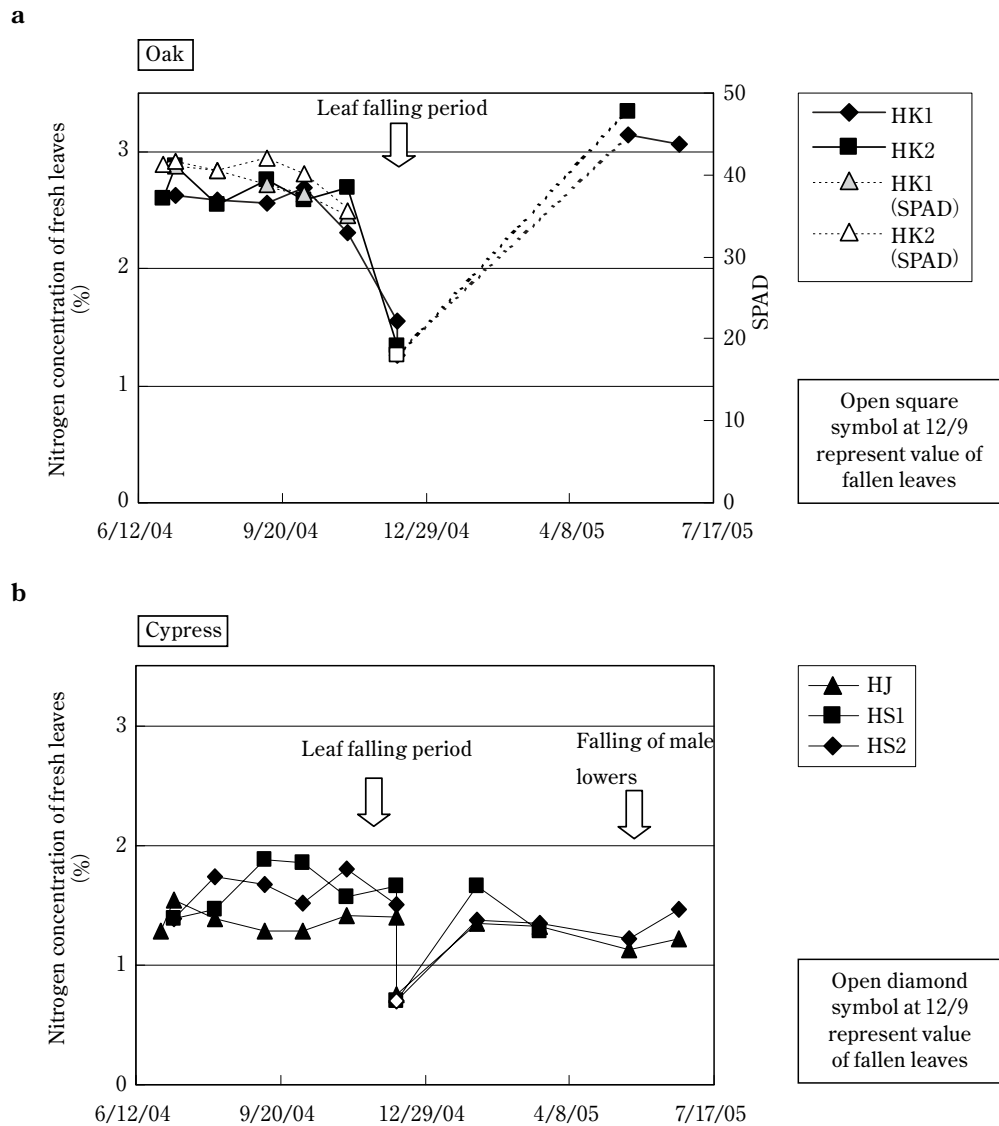 a
Oak
Leaf falling period
Nitrogen concentration of fresh leaves
(%)
3
2
1
0
50
40
30
20
10
0
SPAD
6/12/04
9/20/04
12/29/04
4/8/05
7/17/05
HK1
HK2
HK1
(SPAD)
HK2
(SPAD)
Open square
symbol at 12/9
represent value of
fallen leaves
b
Cypress
Leaf falling period
Falling of male
lowers
Nitrogen concentration of fresh leaves
(%)
3
2
1
0
6/12/04
9/20/04
12/29/04
4/8/05
7/17/05
HJ
HS1
HS2
Open diamond
symbol at 12/9
represent value
of fallen leaves